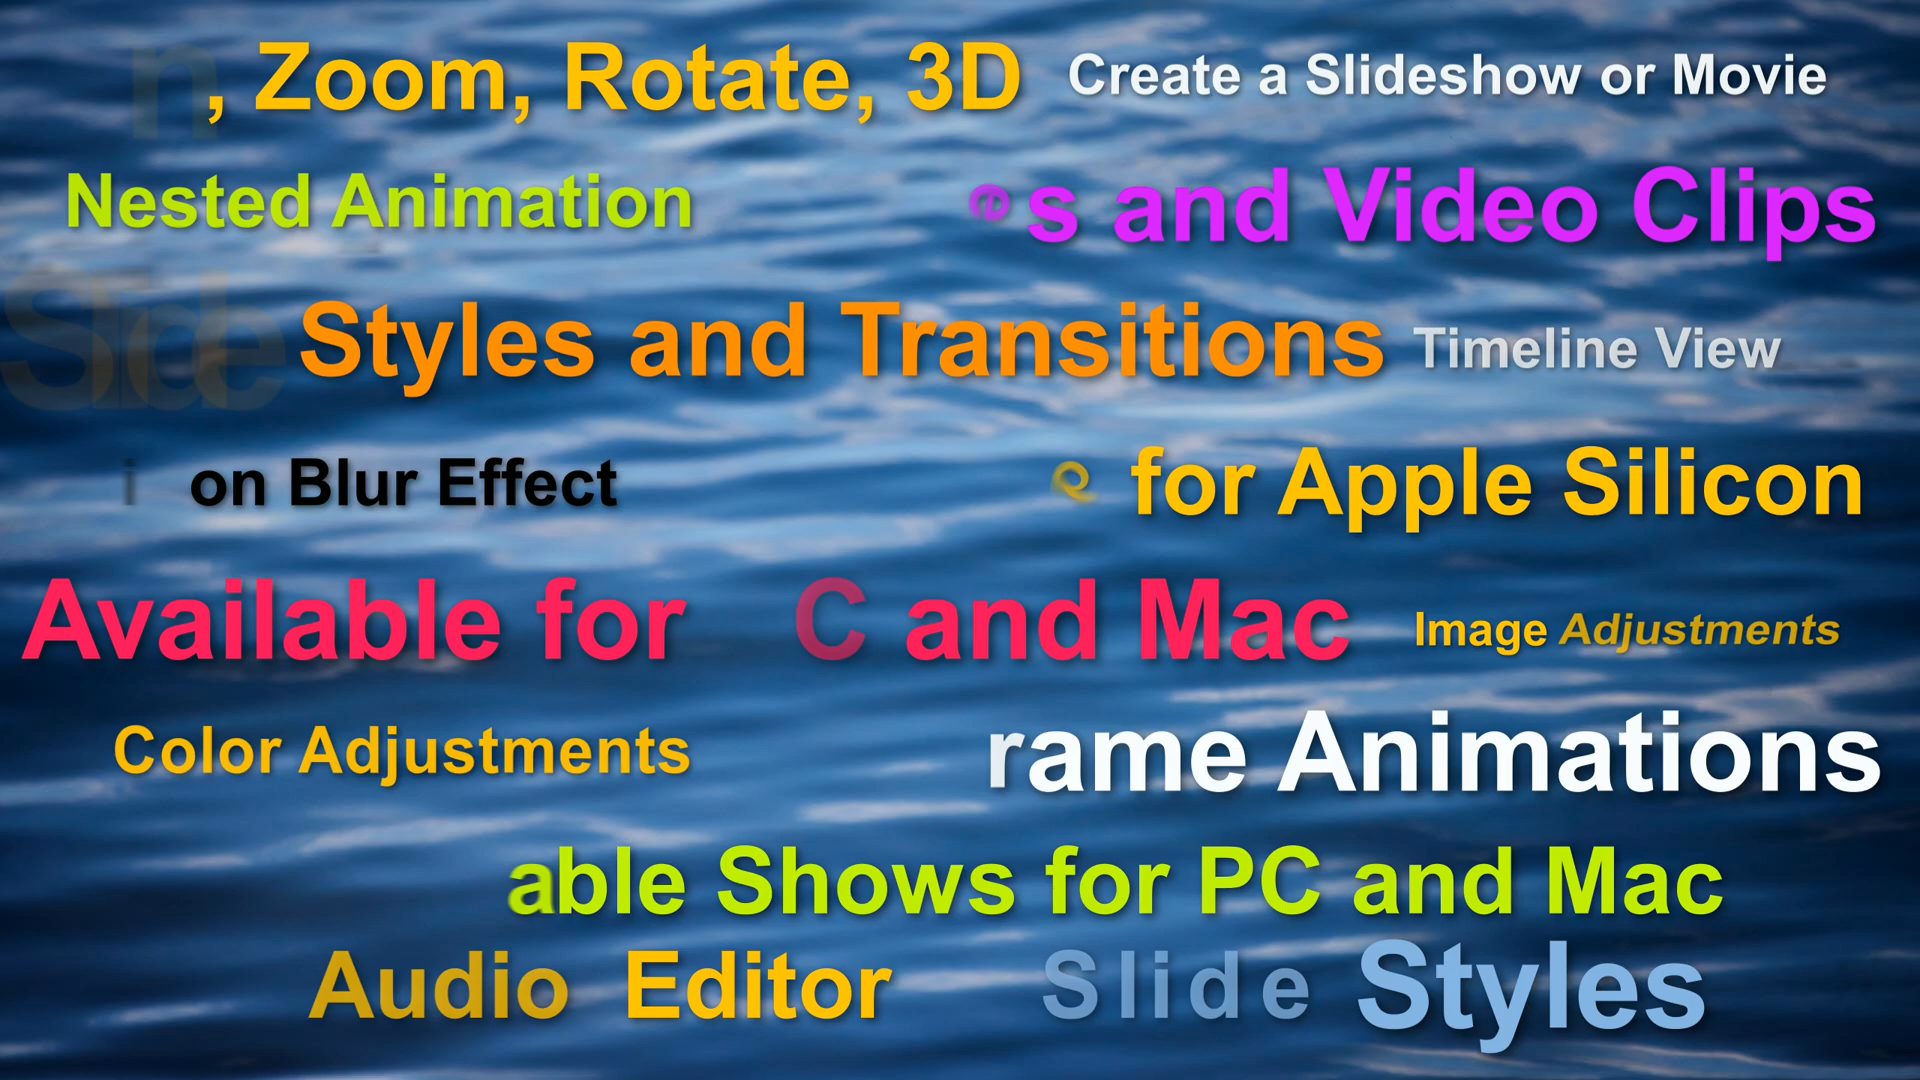 n, Zoom, Rotate, 3D
Create a Slideshow or Movie
Nested Animation
es and Video Clips
Slide Styles and Transitions
Timeline View
i on Blur Effect
e for Apple Silicon
Available for C and Mac
Image Adjustments
Color Adjustments
rame Animations
able Shows for PC and Mac
Audio Editor
Slide Styles